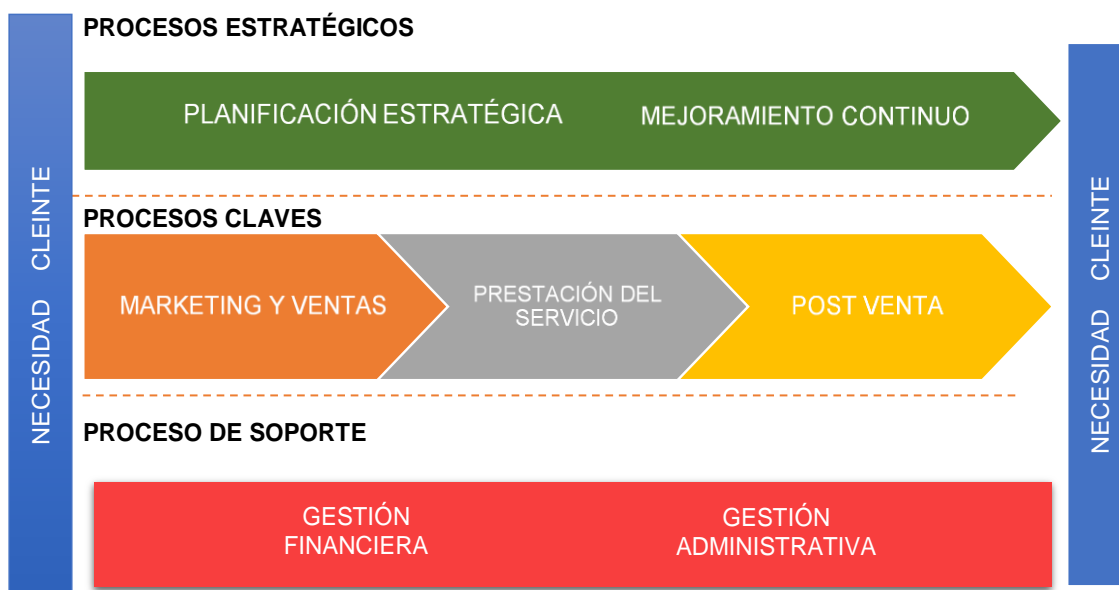 NECESIDAD CLEINTE
PROCESOS ESTRATÉGICOS
PLANIFICACIÓN ESTRATÉGICA
MEJORAMIENTO CONTINUO
PROCESOS CLAVES
MARKETING Y VENTAS
PRESTACIÓN DEL
SERVICIO
POST VENTA
PROCESO DE SOPORTE
GESTIÓN
FINANCIERA
GESTIÓN
ADMINISTRATIVA
NECESIDAD CLEINTE